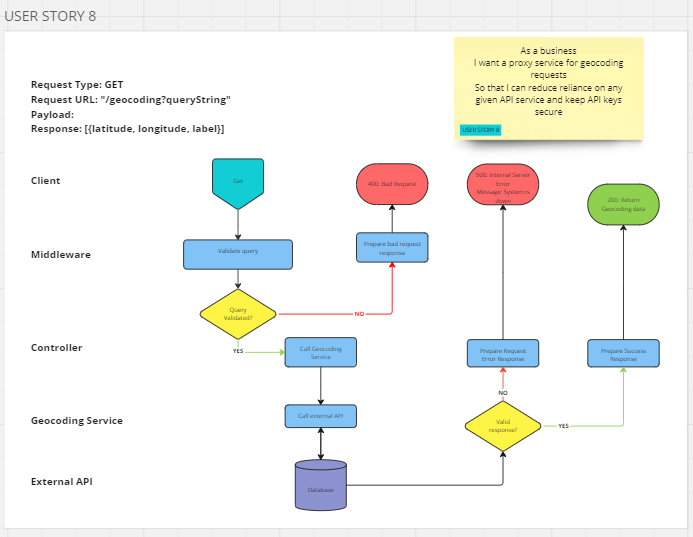 USER STORY 8
As a business
I want a proxy service for geocoding
requests
So that I can reduce reliance on any
given API service and keep API keys
secure
USER STORY 8
Request Type: GET
Request URL: "/geocoding?queryString"
Payload:
Response: [{latitude, longitude, label}]
Client
Get
400: Bad Request
500: Internal Server
Error
Message: System is
down
200: Return
Geocoding data
Middleware
Validate query
Prepare bad request
response
Query
Validated?
NO
YES
Controller
Call Geocoding
Service
Prepare Request
Error Response
Prepare Success
Response
NO
Geocoding Service
Call external API
Valid
response?
YES
External API
Database